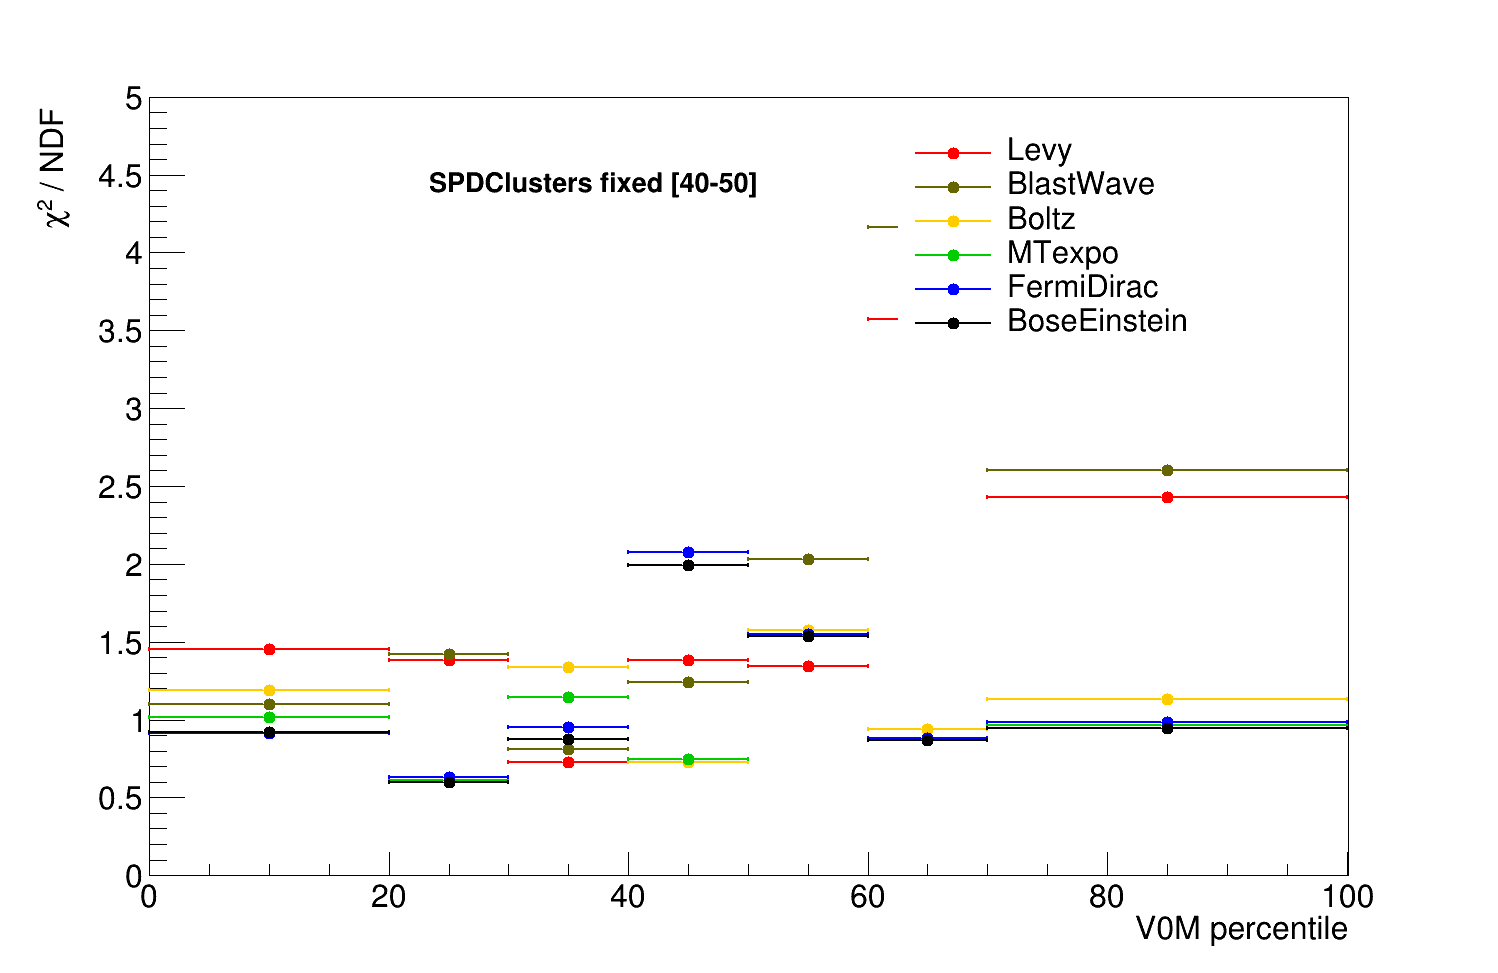 χ² / NDF
5
4.5
4
3.5
3
2.5
2
1.5
1
0.5
0
SPDClusters fixed [40-50]
Levy
BlastWave
Boltz
MTexpo
FermiDirac
BoseEinstein
0 20 40 60 80 100
V0M percentile